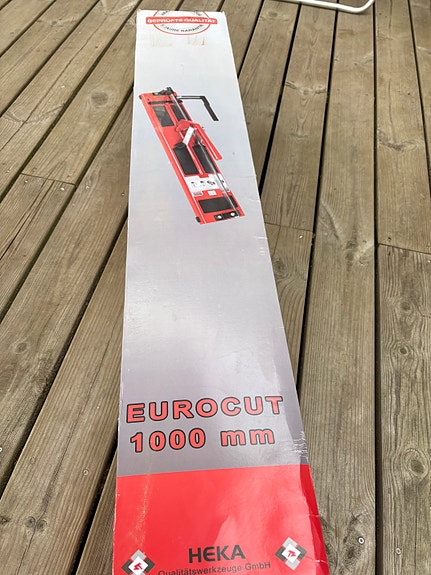 GEPRÜFTE QUALITÄT
EUROCUT
1000 mm
HEKA
Qualitätswerkzeuge GmbH